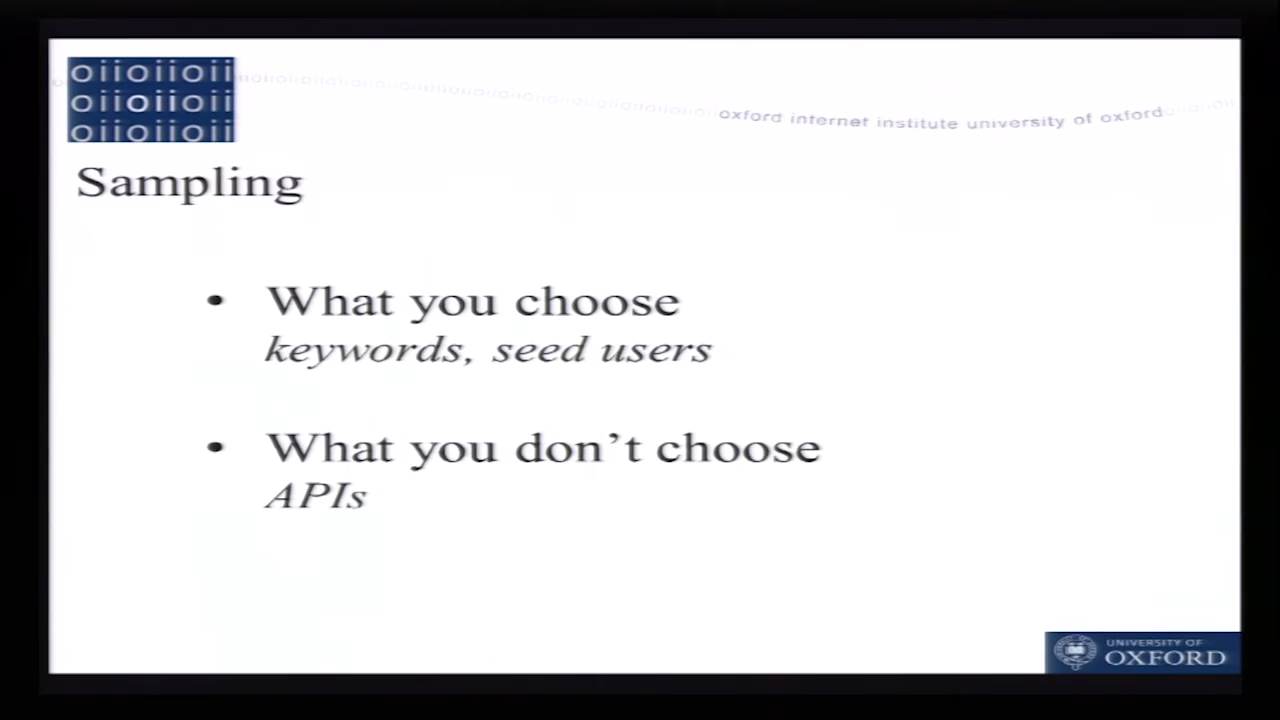 oiioiioii
oiioiioii
oiioiioii
oxford internet institute university of oxford
Sampling
• What you choose
keywords, seed users
• What you don’t choose
APIs
UNIVERSITY OF
OXFORD